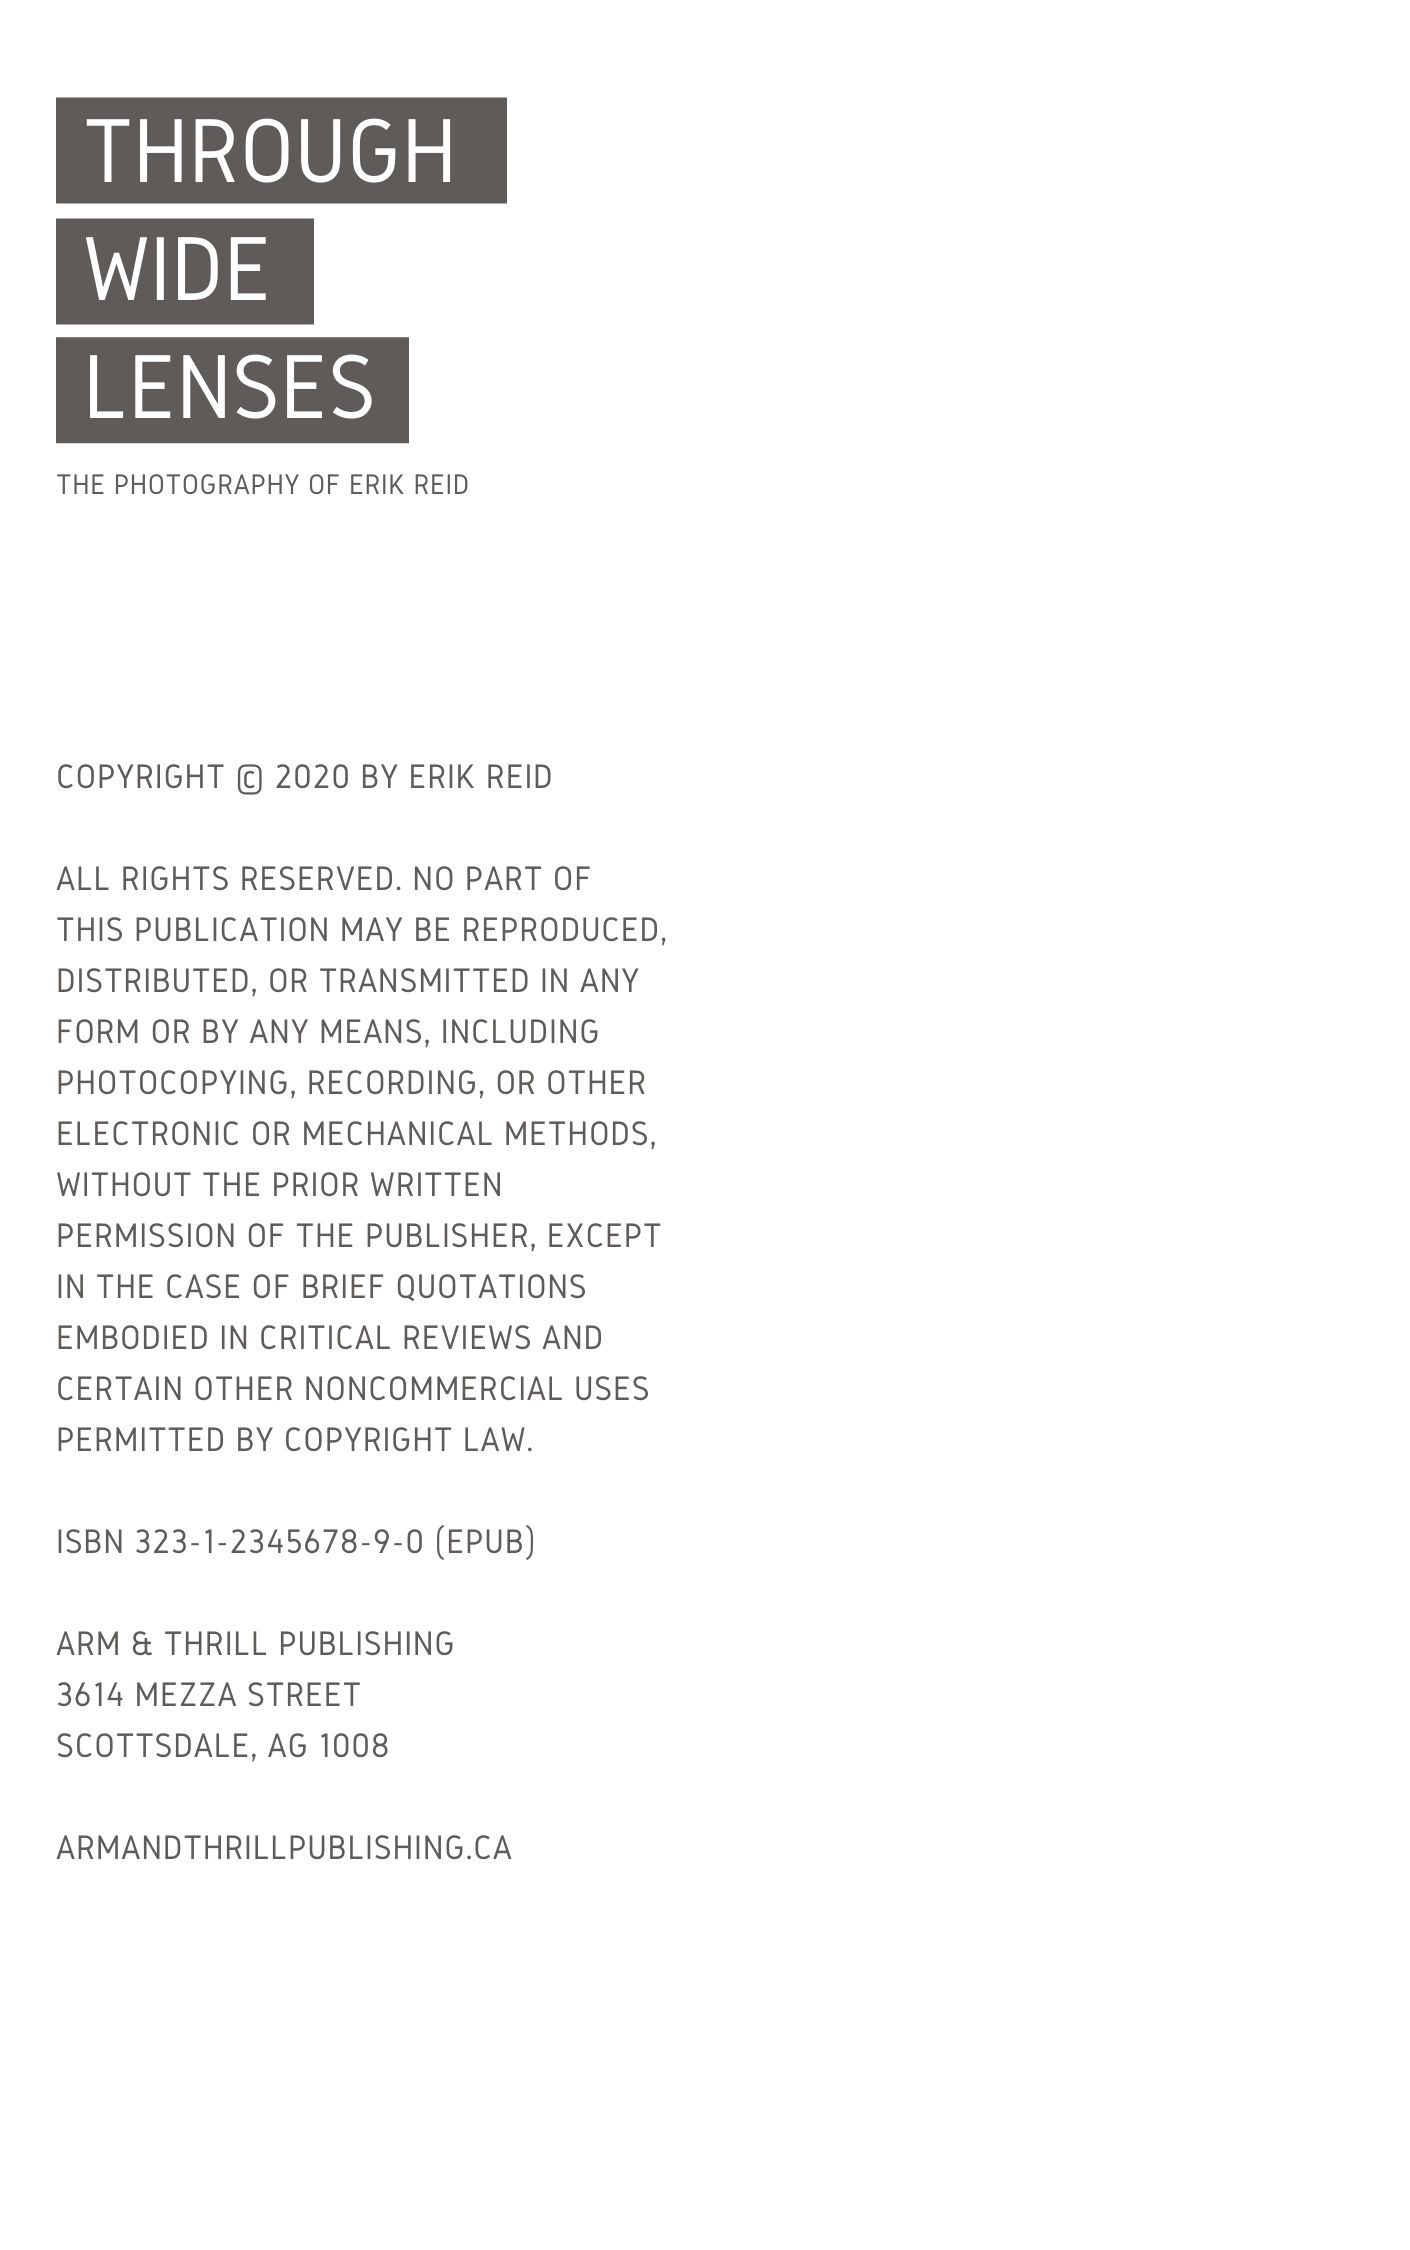 THROUGH
WIDE
LENSES
THE PHOTOGRAPHY OF ERIK REID
COPYRIGHT © 2020 BY ERIK REID
ALL RIGHTS RESERVED. NO PART OF
THIS PUBLICATION MAY BE REPRODUCED,
DISTRIBUTED, OR TRANSMITTED IN ANY
FORM OR BY ANY MEANS, INCLUDING
PHOTOCOPYING, RECORDING, OR OTHER
ELECTRONIC OR MECHANICAL METHODS,
WITHOUT THE PRIOR WRITTEN
PERMISSION OF THE PUBLISHER, EXCEPT
IN THE CASE OF BRIEF QUOTATIONS
EMBODIED IN CRITICAL REVIEWS AND
CERTAIN OTHER NONCOMMERCIAL USES
PERMITTED BY COPYRIGHT LAW.
ISBN 323-1-2345678-9-0 (EPUB)
ARM & THRILL PUBLISHING
3614 MEZZA STREET
SCOTTSDALE, AG 1008
ARMANDTHRILLPUBLISHING.CA